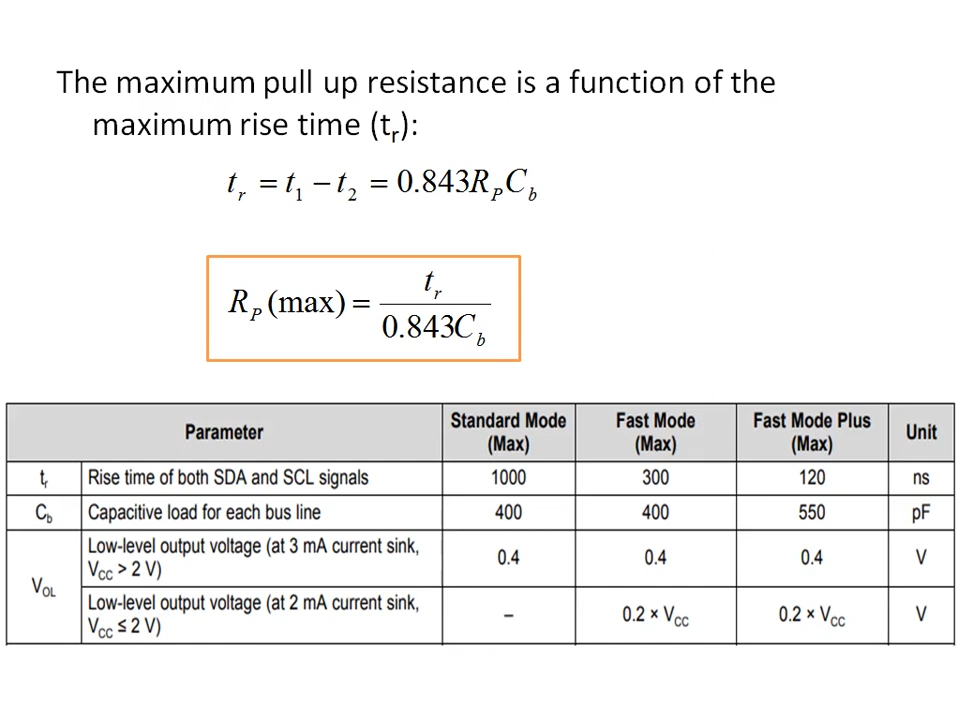 The maximum pull up resistance is a function of the
maximum rise time (tr):
tr = t1 − t2 = 0.843RPCb
RP(max) = tr / 0.843Cb
Parameter Standard Mode (Max) Fast Mode (Max) Fast Mode Plus (Max) Unit
tr Rise time of both SDA and SCL signals 1000 300 120 ns
Cb Capacitive load for each bus line 400 400 550 pF
VOL Low-level output voltage (at 3 mA current sink, VCC > 2 V) 0.4 0.4 0.4 V
Low-level output voltage (at 2 mA current sink, VCC ≤ 2 V) – 0.2 × VCC 0.2 × VCC V